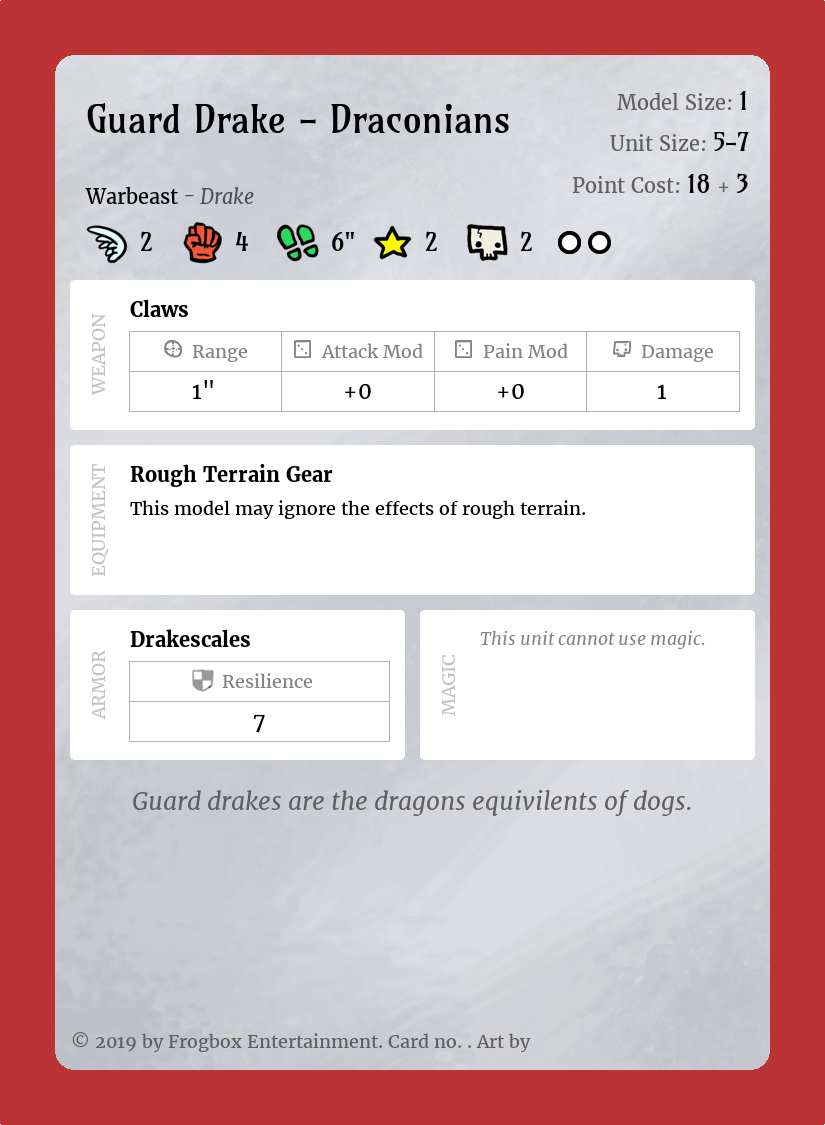 Guard Drake – Draconians
Model Size: 1
Unit Size: 5–7
Point Cost: 18 + 3
Warbeast – Drake
2 4 6" 2 2
WEAPON
Claws
Range Attack Mod Pain Mod Damage
1" +0 +0 1
EQUIPMENT
Rough Terrain Gear
This model may ignore the effects of rough terrain.
ARMOR
Drakescales
Resilience
7
MAGIC
This unit cannot use magic.
Guard drakes are the dragons equivilents of dogs.
© 2019 by Frogbox Entertainment. Card no. . Art by